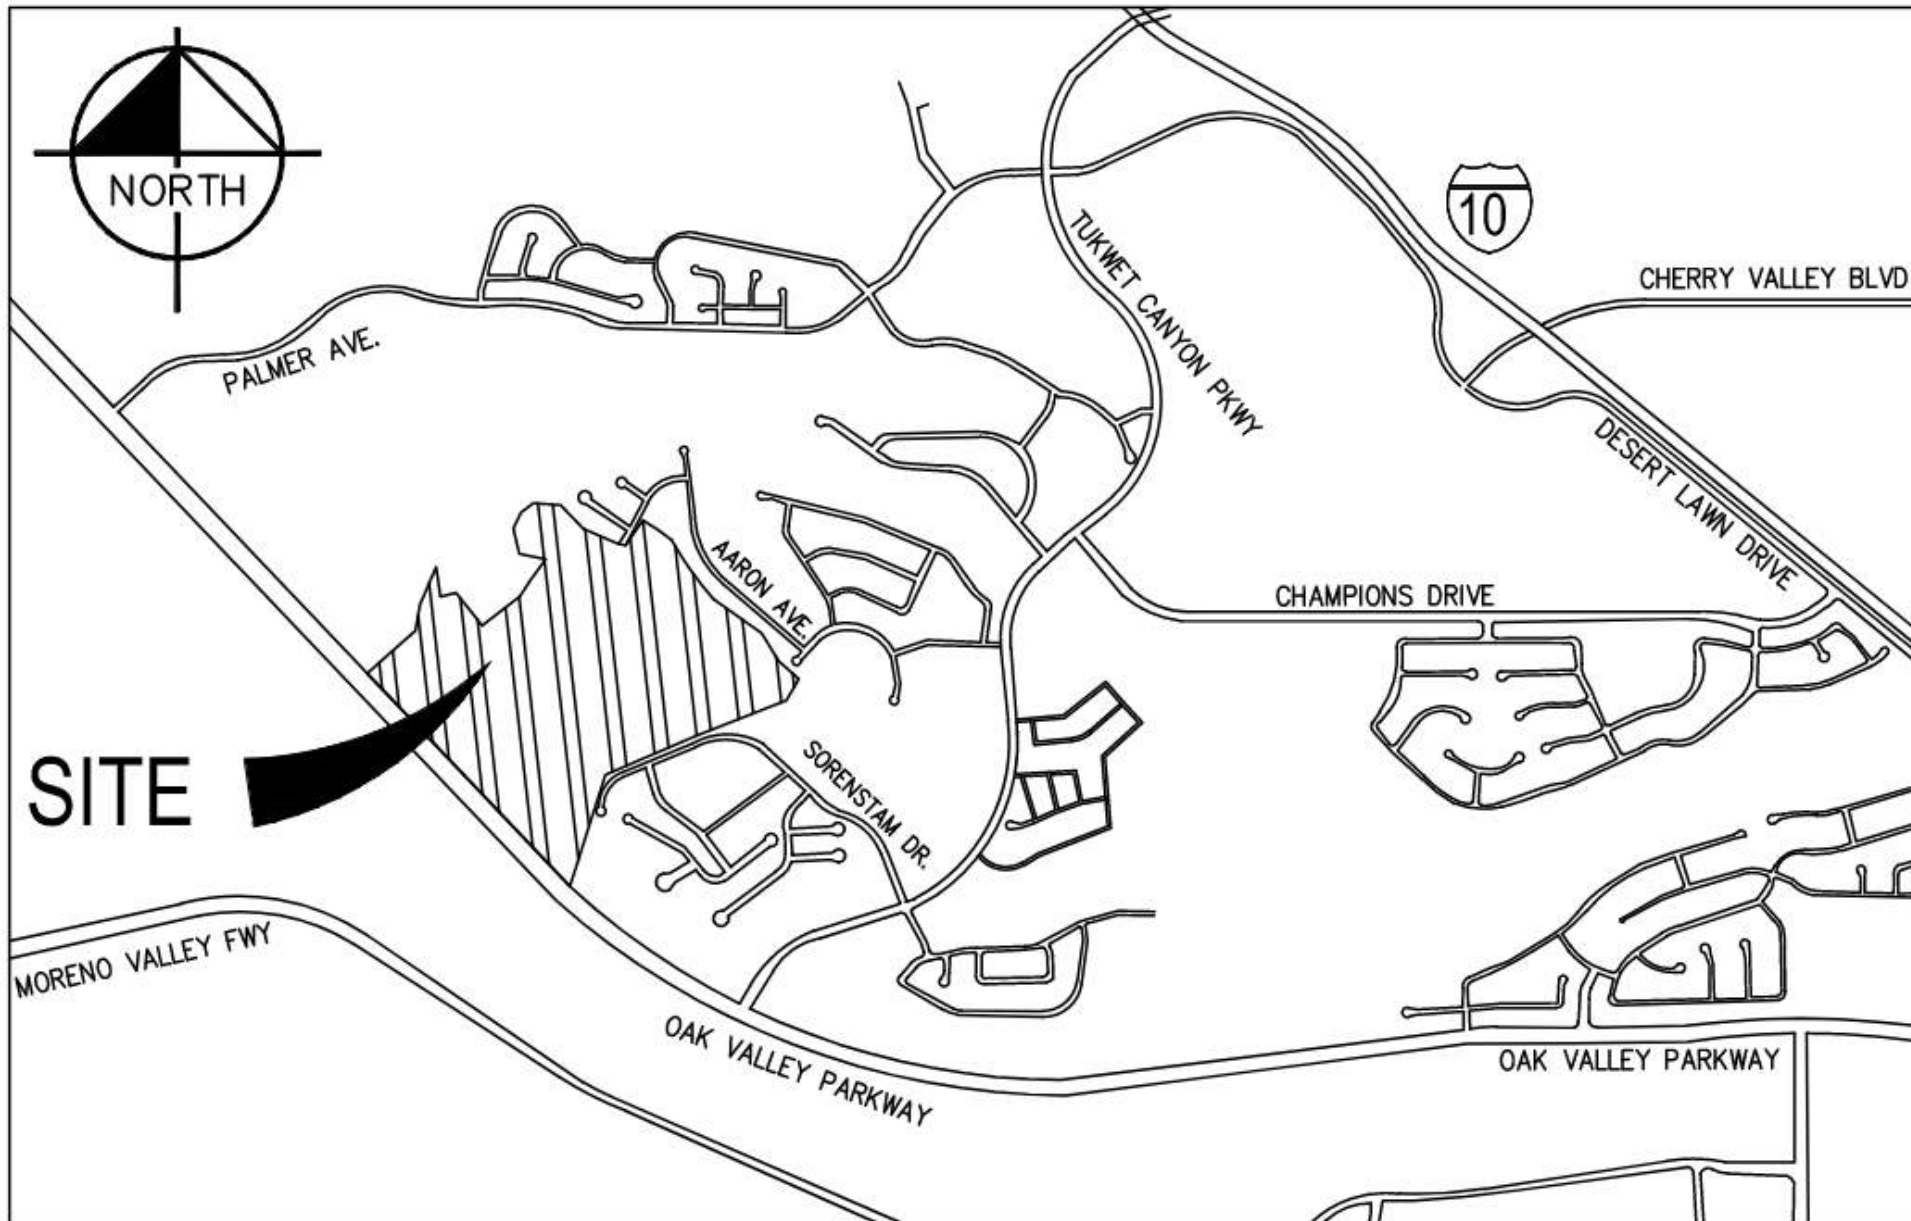 NORTH
10
CHERRY VALLEY BLVD
TUKWET CANYON PKWY
PALMER AVE.
DESERT LAWN DRIVE
AARON AVE.
CHAMPIONS DRIVE
SITE
SORENSTAM DR.
MORENO VALLEY FWY
OAK VALLEY PARKWAY
OAK VALLEY PARKWAY